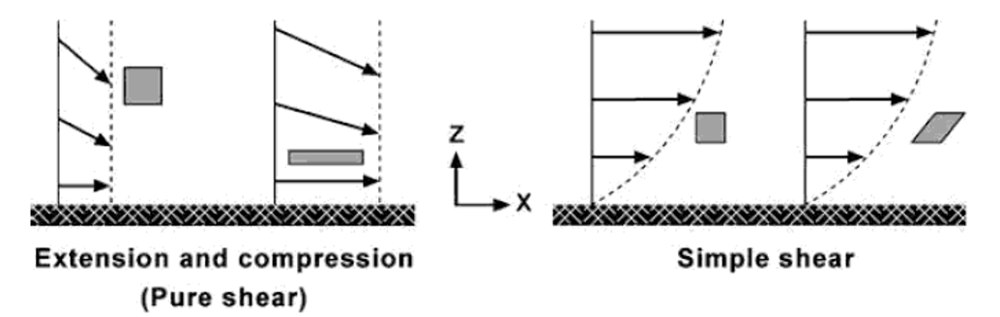 Z
X
Extension and compression
(Pure shear)
Simple shear